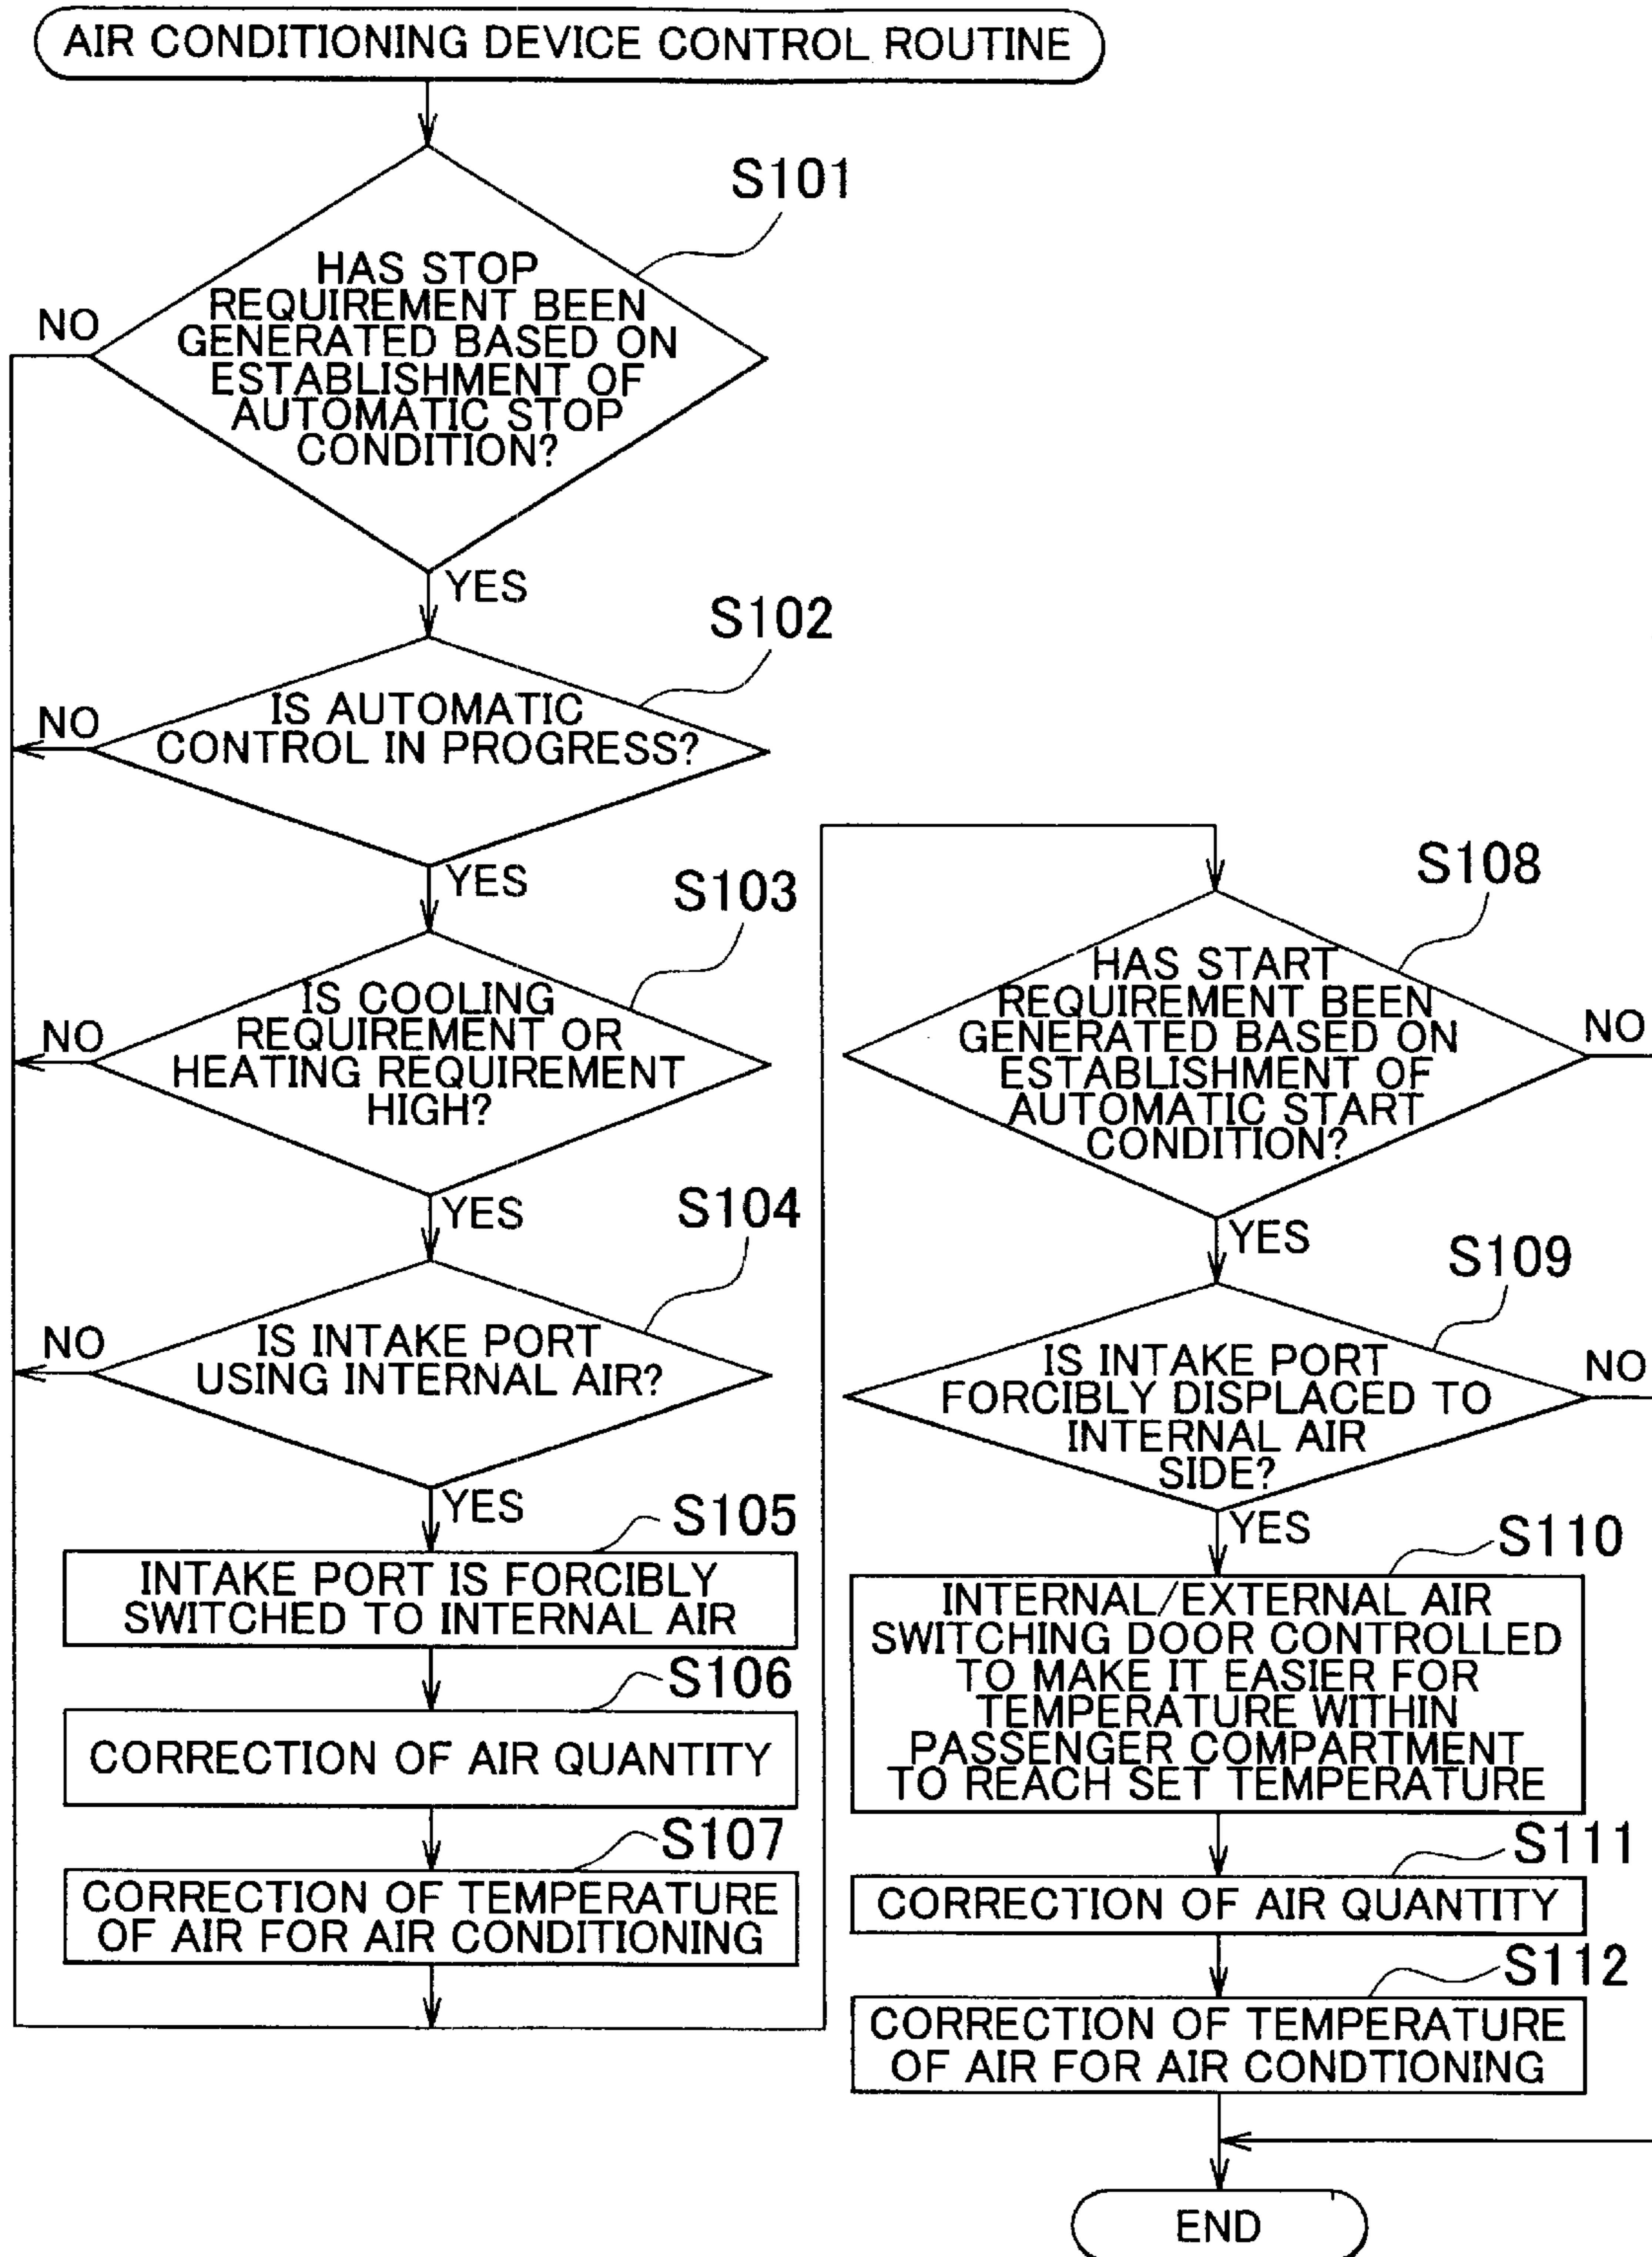 AIR CONDITIONING DEVICE CONTROL ROUTINE
S101
HAS STOP
REQUIREMENT BEEN
GENERATED BASED ON
ESTABLISHMENT OF
AUTOMATIC STOP
CONDITION?
NO
YES
S102
IS AUTOMATIC
CONTROL IN PROGRESS?
NO
YES
S103
IS COOLING
REQUIREMENT OR
HEATING REQUIREMENT
HIGH?
NO
YES
S104
IS INTAKE PORT
USING INTERNAL AIR?
NO
YES
S105
INTAKE PORT IS FORCIBLY
SWITCHED TO INTERNAL AIR
S106
CORRECTION OF AIR QUANTITY
S107
CORRECTION OF TEMPERATURE
OF AIR FOR AIR CONDITIONING
S108
HAS START
REQUIREMENT BEEN
GENERATED BASED ON
ESTABLISHMENT OF
AUTOMATIC START
CONDITION?
NO
YES
S109
IS INTAKE PORT
FORCIBLY DISPLACED TO
INTERNAL AIR
SIDE?
NO
YES
S110
INTERNAL/EXTERNAL AIR
SWITCHING DOOR CONTROLLED
TO MAKE IT EASIER FOR
TEMPERATURE WITHIN
PASSENGER COMPARTMENT
TO REACH SET TEMPERATURE
S111
CORRECTION OF AIR QUANTITY
S112
CORRECTION OF TEMPERATURE
OF AIR FOR AIR CONDTIONING
END